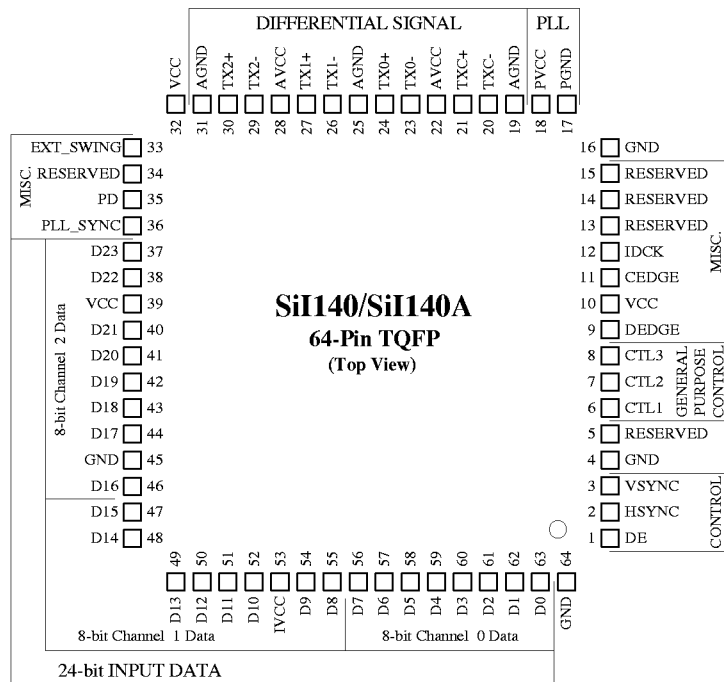 DIFFERENTIAL SIGNAL
PLL
VCC
AGND
TX2+
TX2-
AVCC
TX1+
TX1-
AGND
TX0+
TX0-
AVCC
TXC+
TXC-
AGND
PVCC
PGND
32 31 30 29 28 27 26 25 24 23 22 21 20 19 18 17
MISC.
EXT_SWING 33
RESERVED 34
PD 35
PLL_SYNC 36
8-bit Channel 2 Data
D23 37
D22 38
VCC 39
D21 40
D20 41
D19 42
D18 43
D17 44
GND 45
D16 46
D15 47
D14 48
SiI140/SiI140A
64-Pin TQFP
(Top View)
16 GND
15 RESERVED
14 RESERVED
13 RESERVED
12 IDCK
11 CEDGE
10 VCC
9 DEDGE
MISC.
8 CTL3
7 CTL2
6 CTL1
GENERAL
PURPOSE
CONTROL
5 RESERVED
4 GND
3 VSYNC
2 HSYNC
1 DE
CONTROL
49 50 51 52 53 54 55 56 57 58 59 60 61 62 63 64
D13
D12
D11
D10
IVCC
D9
D8
D7
D6
D5
D4
D3
D2
D1
D0
GND
8-bit Channel 1 Data
8-bit Channel 0 Data
24-bit INPUT DATA